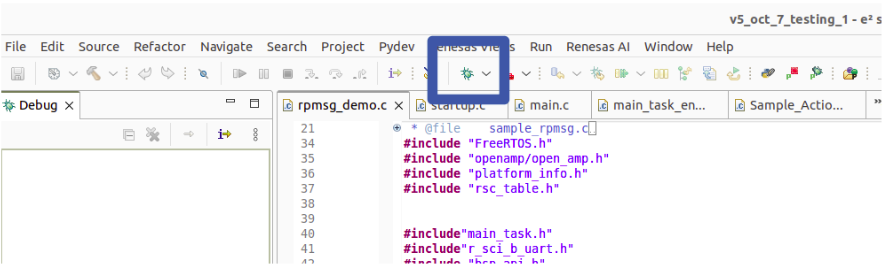 v5_oct_7_testing_1 - e² s
File Edit Source Refactor Navigate Search Project Pydev Renesas Views Run Renesas AI Window Help
Debug
rpmsg_demo.c startup.c main.c main_task_en... Sample_Actio...
21 * @file sample_rpmsg.c
34 #include "FreeRTOS.h"
35 #include "openamp/open_amp.h"
36 #include "platform_info.h"
37 #include "rsc_table.h"
38
39
40 #include"main_task.h"
41 #include"r_sci_b_uart.h"
42 #include "bsp_api.h"